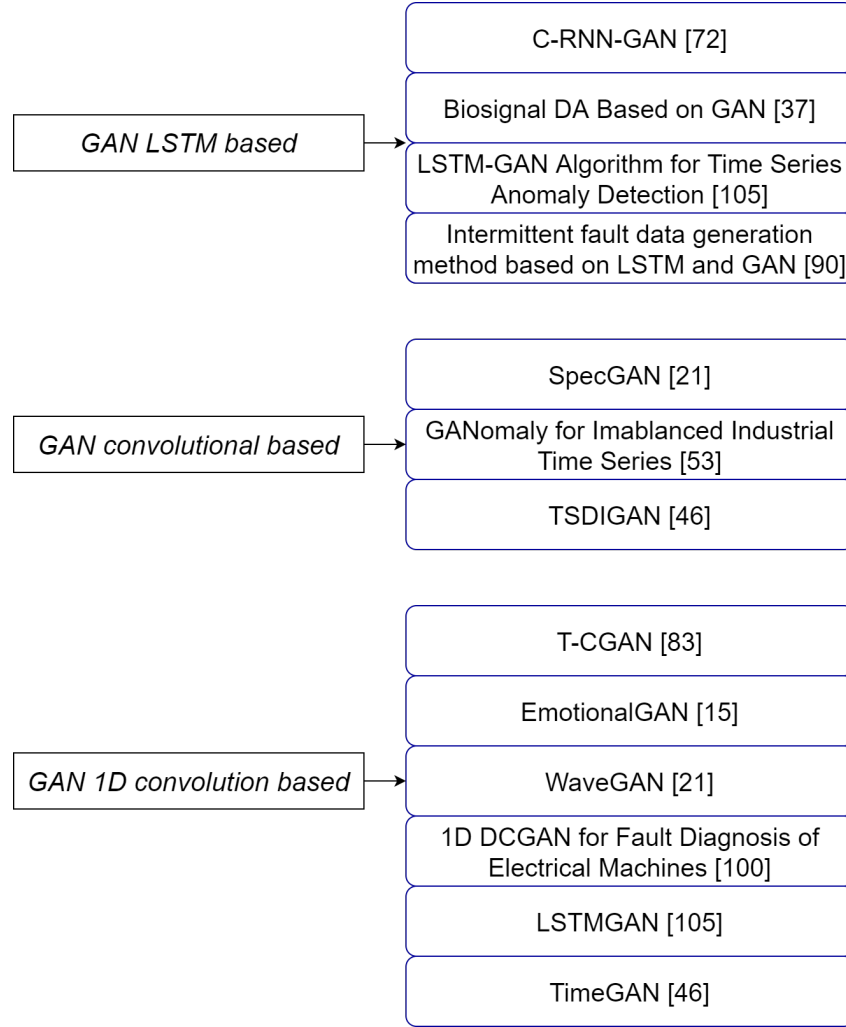 GAN LSTM based
C-RNN-GAN [72]
Biosignal DA Based on GAN [37]
LSTM-GAN Algorithm for Time Series
Anomaly Detection [105]
Intermittent fault data generation
method based on LSTM and GAN [90]
GAN convolutional based
SpecGAN [21]
GANomaly for Imablanced Industrial
Time Series [53]
TSDIGAN [46]
GAN 1D convolution based
T-CGAN [83]
EmotionalGAN [15]
WaveGAN [21]
1D DCGAN for Fault Diagnosis of
Electrical Machines [100]
LSTMGAN [105]
TimeGAN [46]